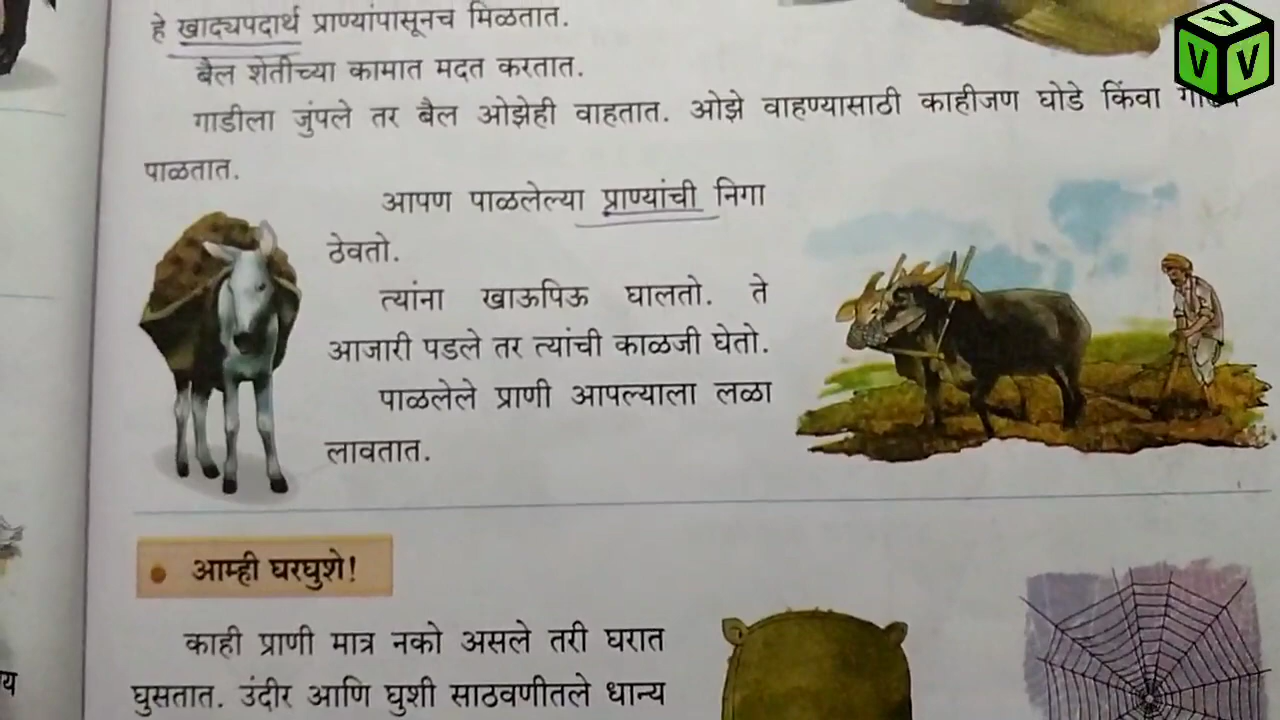 हे खाद्यपदार्थ प्राण्यांपासूनच मिळतात.
बैल शेतीच्या कामात मदत करतात.
गाडीला जुंपले तर बैल ओझेही वाहतात. ओझे वाहण्यासाठी काहीजण घोडे किंवा
पाळतात.
आपण पाळलेल्या प्राण्यांची निगा
ठेवतो.
त्यांना खाऊपिऊ घालतो. ते
आजारी पडले तर त्यांची काळजी घेतो.
पाळलेले प्राणी आपल्याला लळा
लावतात.
• आम्ही घरघुशे!
काही प्राणी मात्र नको असले तरी घरात
घुसतात. उंदीर आणि घुशी साठवणीतले धान्य
य
V V V